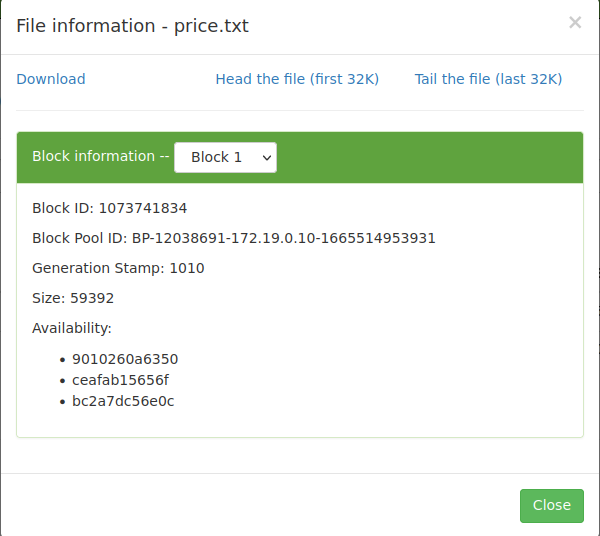 File information - price.txt
×
Download Head the file (first 32K) Tail the file (last 32K)
Block information -- Block 1
Block ID: 1073741834
Block Pool ID: BP-12038691-172.19.0.10-1665514953931
Generation Stamp: 1010
Size: 59392
Availability:
• 9010260a6350
• ceafab15656f
• bc2a7dc56e0c
Close